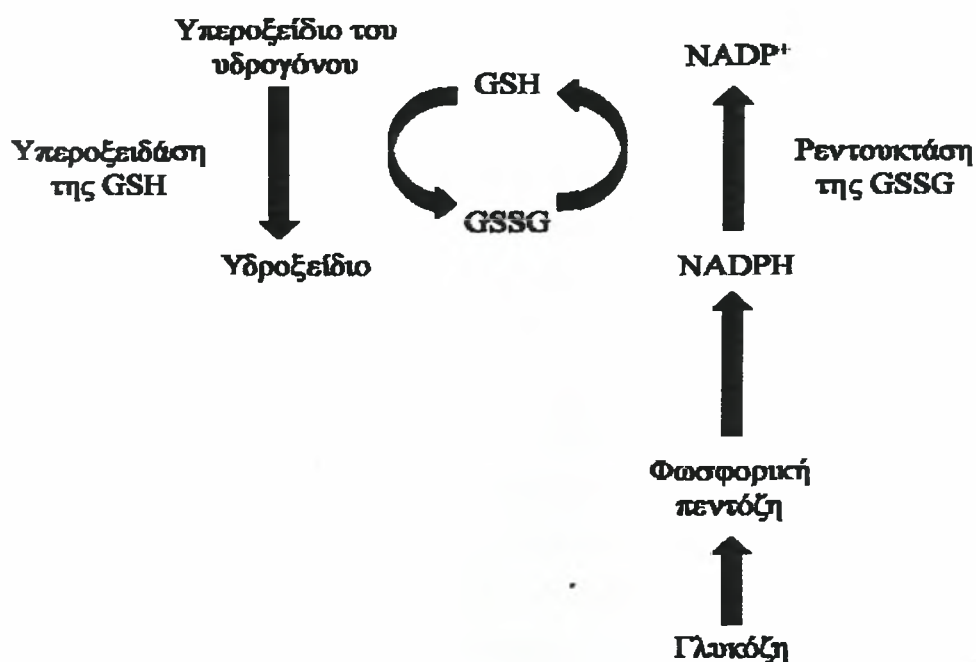 Υπεροξείδιο του
υδρογόνου
Υπεροξειδάση
της GSH
Υδροξείδιο
GSH
GSSG
NADP+
Ρεντουκτάση
της GSSG
NADPH
Φωσφορική
πεντόζη
Γλυκόζη